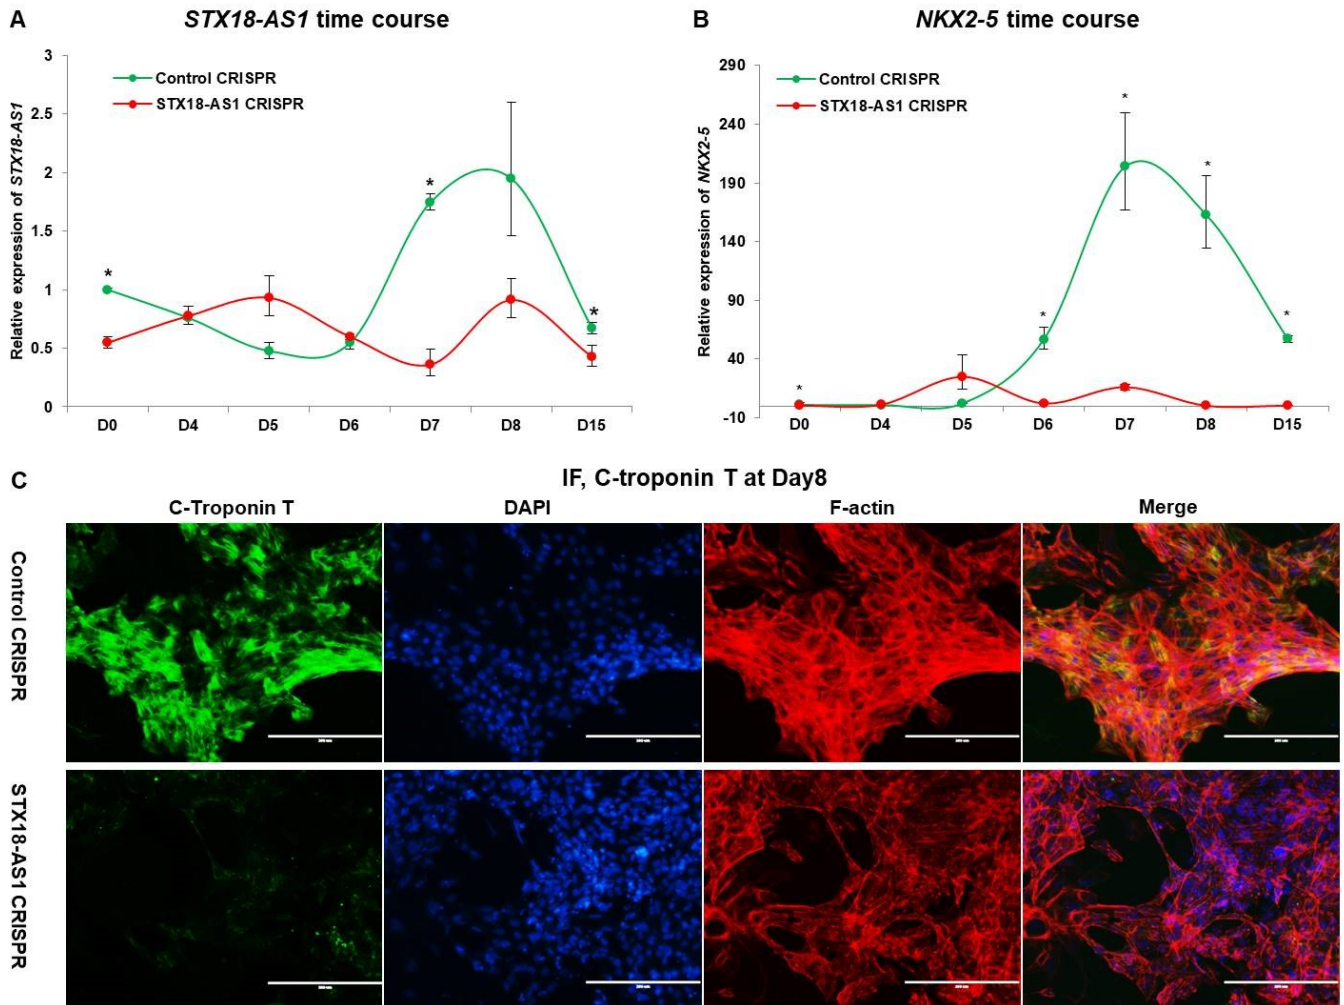 A
STX18-AS1 time course
Relative expression of STX18-AS1
3
2.5
2
1.5
1
0.5
0
Control CRISPR
STX18-AS1 CRISPR
*
*
*
D0 D4 D5 D6 D7 D8 D15
B
NKX2-5 time course
Relative expression of NKX2-5
290
240
190
140
90
40
-10
Control CRISPR
STX18-AS1 CRISPR
*
*
*
*
*
D0 D4 D5 D6 D7 D8 D15
C
IF, C-troponin T at Day8
C-Troponin T DAPI F-actin Merge
Control CRISPR
STX18-AS1 CRISPR